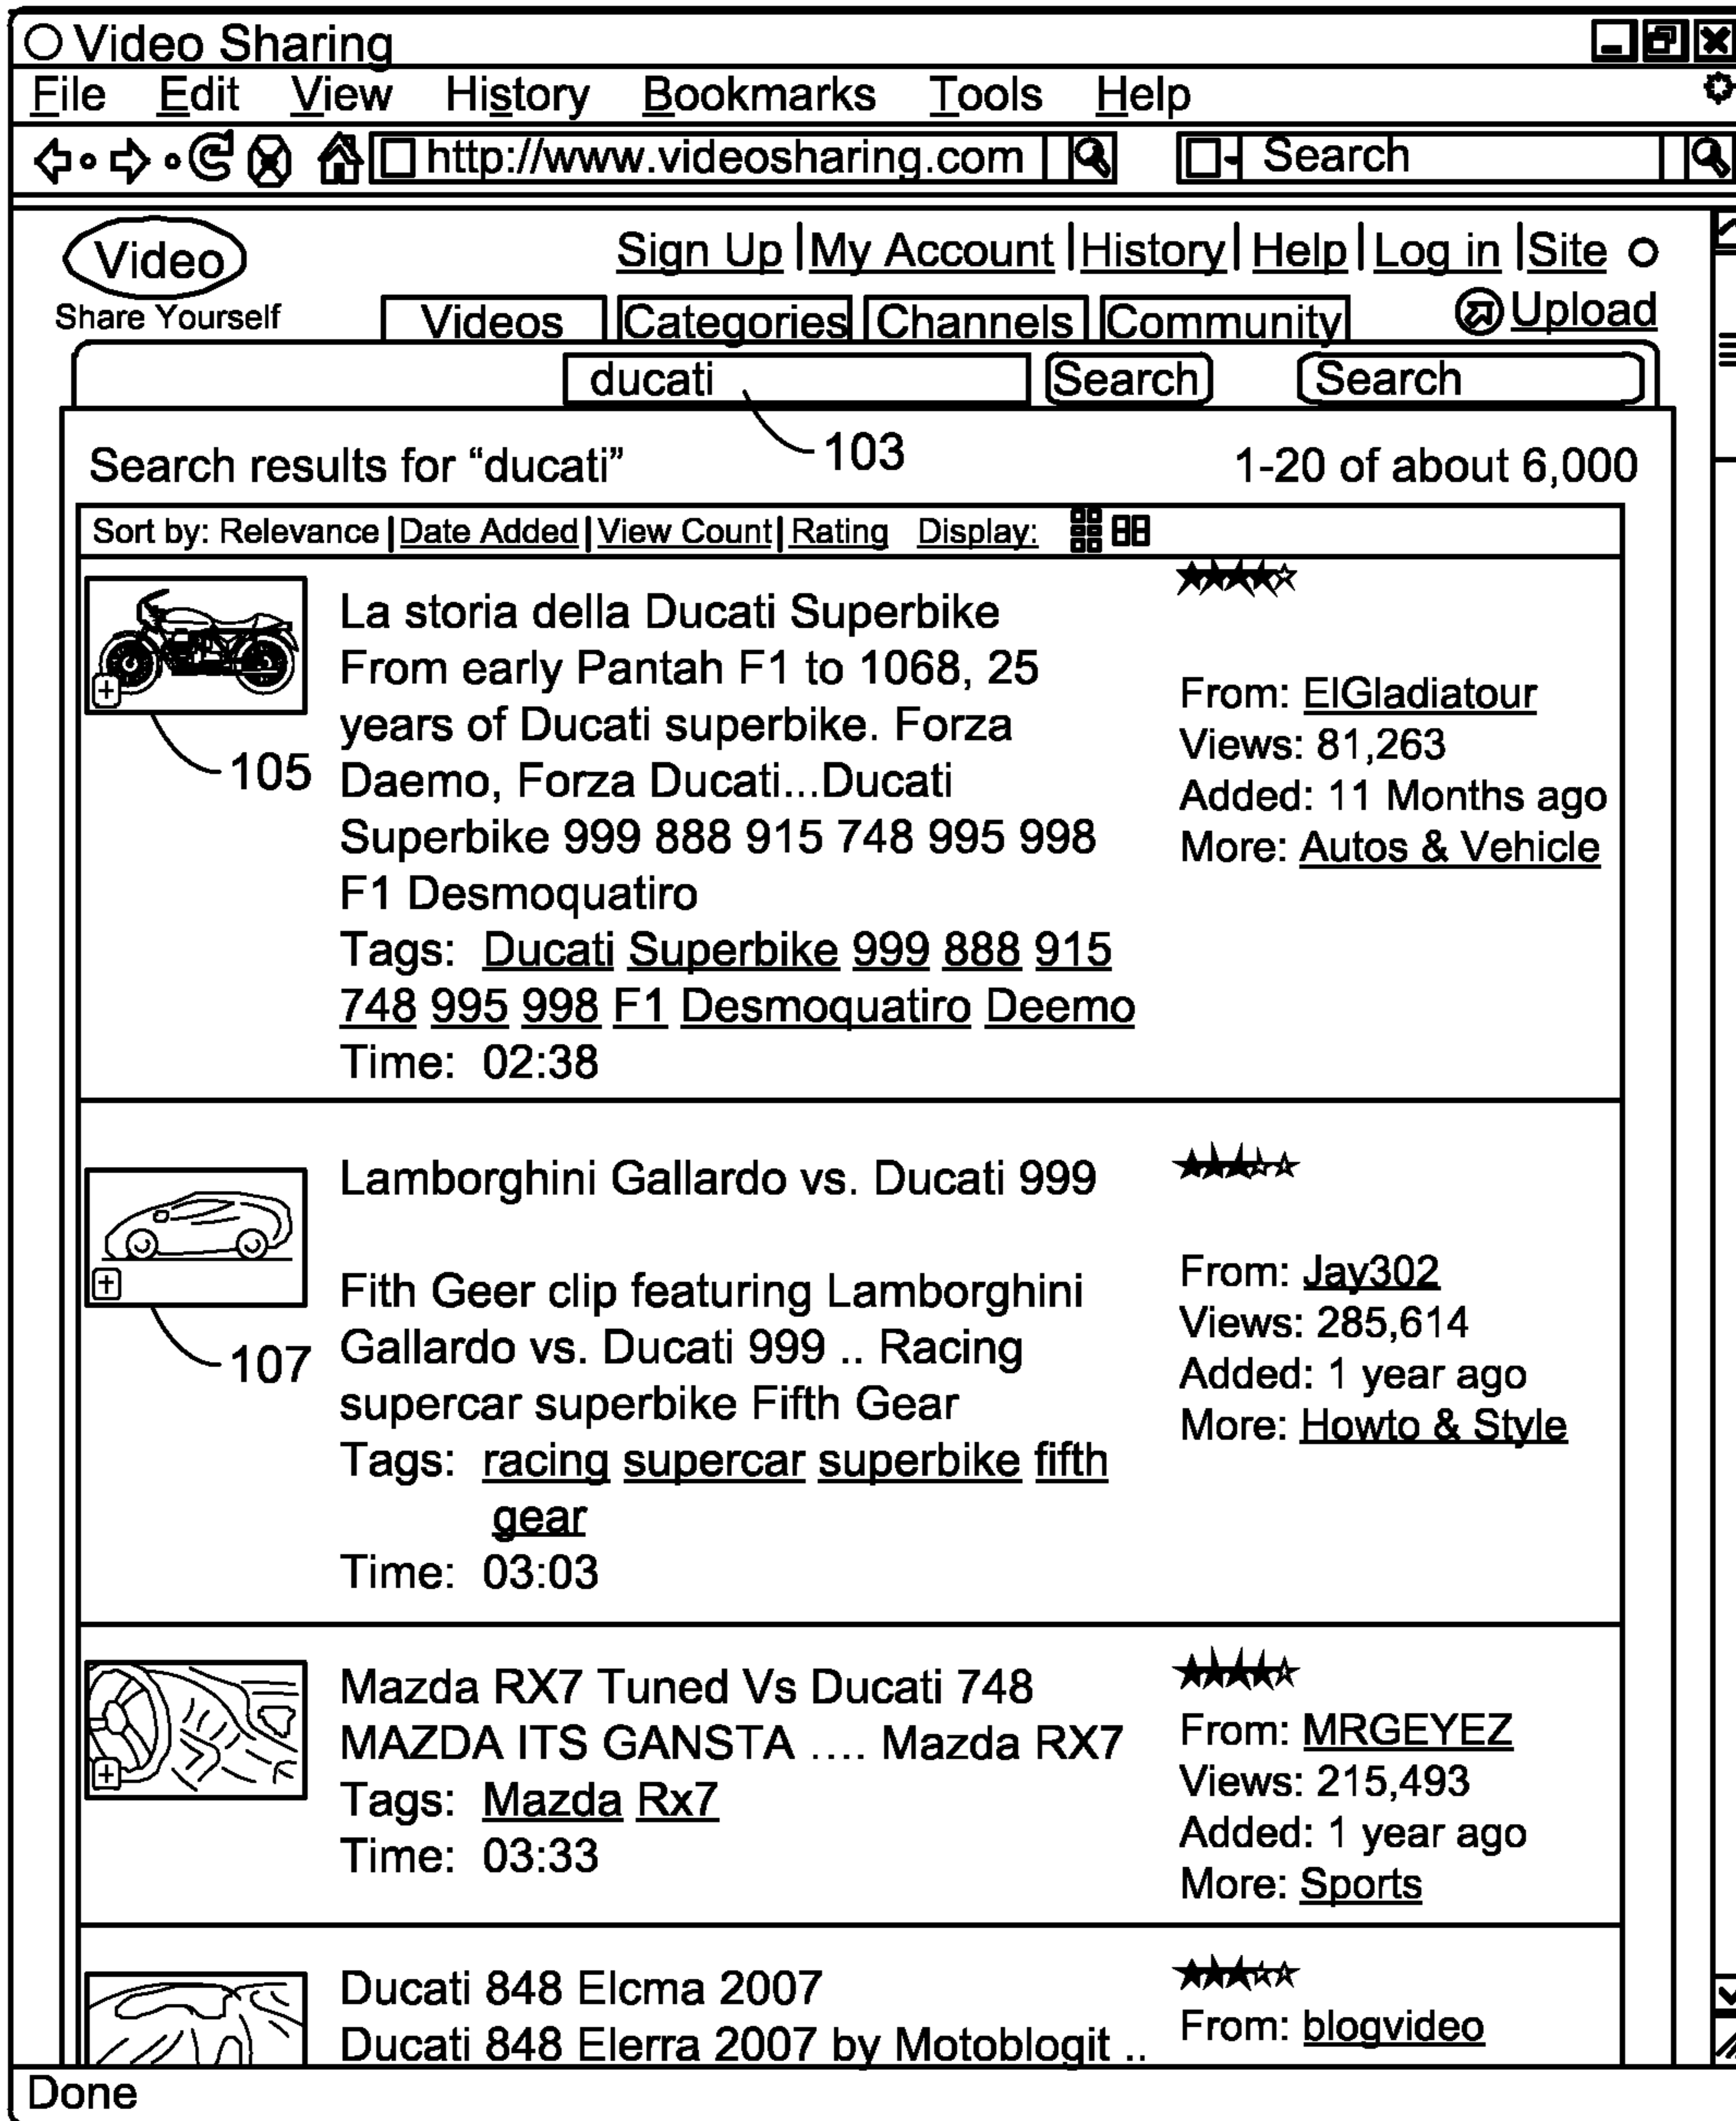 Video Sharing
File Edit View History Bookmarks Tools Help
http://www.videosharing.com Search
Video
Share Yourself
Sign Up | My Account | History | Help | Log in | Site
Videos Categories Channels Community Upload
ducati Search Search
103
Search results for “ducati” 1-20 of about 6,000
Sort by: Relevance | Date Added | View Count | Rating Display:
La storia della Ducati Superbike
From early Pantah F1 to 1068, 25
years of Ducati superbike. Forza
Daemo, Forza Ducati...Ducati
Superbike 999 888 915 748 995 998
F1 Desmoquatiro
Tags: Ducati Superbike 999 888 915
748 995 998 F1 Desmoquatiro Deemo
Time: 02:38
105
From: ElGladiatour
Views: 81,263
Added: 11 Months ago
More: Autos & Vehicle
Lamborghini Gallardo vs. Ducati 999
Fith Geer clip featuring Lamborghini
Gallardo vs. Ducati 999 .. Racing
supercar superbike Fifth Gear
Tags: racing supercar superbike fifth
gear
Time: 03:03
107
From: Jay302
Views: 285,614
Added: 1 year ago
More: Howto & Style
Mazda RX7 Tuned Vs Ducati 748
MAZDA ITS GANSTA .... Mazda RX7
Tags: Mazda Rx7
Time: 03:33
From: MRGEYEZ
Views: 215,493
Added: 1 year ago
More: Sports
Ducati 848 Elcma 2007
Ducati 848 Elerra 2007 by Motoblogit ..
From: blogvideo
Done